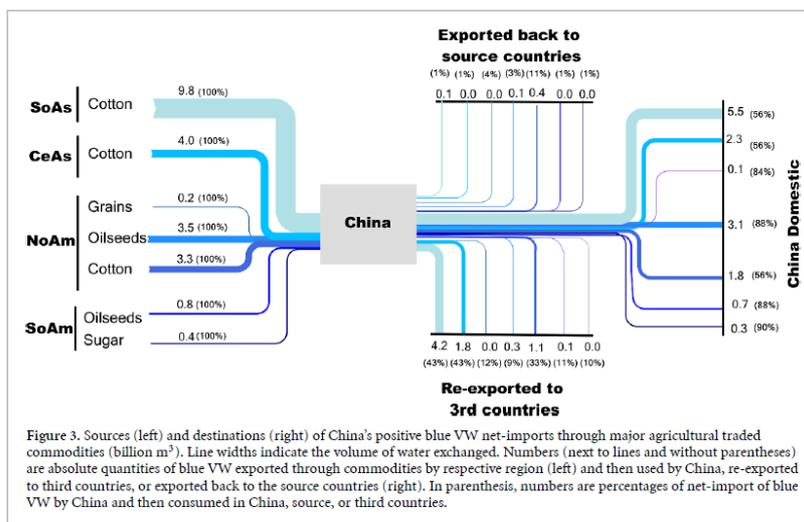 Exported back to
source countries
(1%) (1%) (4%) (3%) (11%) (1%) (1%)
0.1 0.0 0.0 0.1 0.4 0.0 0.0
SoAs Cotton 9.8 (100%)
CeAs Cotton 4.0 (100%)
NoAm
Grains 0.2 (100%)
Oilseeds 3.5 (100%)
Cotton 3.3 (100%)
SoAm
Oilseeds 0.8 (100%)
Sugar 0.4 (100%)
China
5.5 (56%)
2.3 (56%)
0.1 (84%)
3.1 (88%)
1.8 (56%)
0.7 (88%)
0.3 (90%)
China Domestic
4.2 1.8 0.0 0.3 1.1 0.1 0.0
(43%) (43%) (12%) (9%) (33%) (11%) (10%)
Re-exported to
3rd countries
Figure 3. Sources (left) and destinations (right) of China's positive blue VW net-imports through major agricultural traded
commodities (billion m³). Line widths indicate the volume of water exchanged. Numbers (next to lines and without parentheses)
are absolute quantities of blue VW exported through commodities by respective region (left) and then used by China, re-exported
to third countries, or exported back to the source countries (right). In parenthesis, numbers are percentages of net-import of blue
VW by China and then consumed in China, source, or third countries.